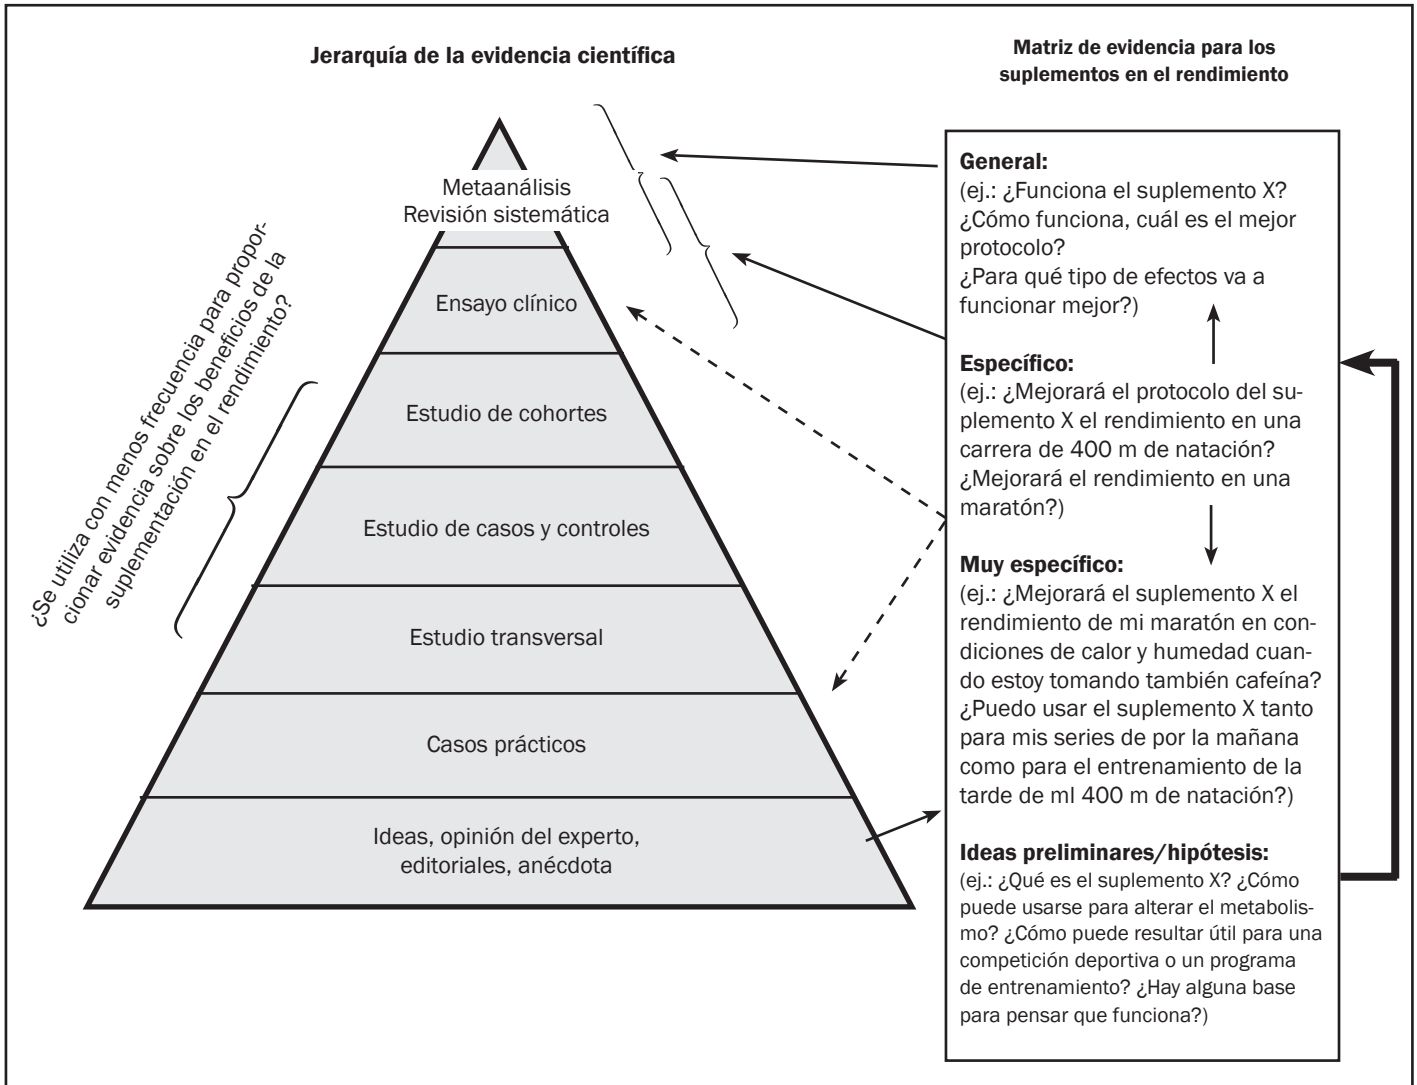 Jerarquía de la evidencia científica
Matriz de evidencia para los
suplementos en el rendimiento
¿Se utiliza con menos frecuencia para propor-
cionar evidencia sobre los beneficios de la
suplementación en el rendimiento?
Metaanálisis
Revisión sistemática
Ensayo clínico
Estudio de cohortes
Estudio de casos y controles
Estudio transversal
Casos prácticos
Ideas, opinión del experto,
editoriales, anécdota
General:
(ej.: ¿Funciona el suplemento X?
¿Cómo funciona, cuál es el mejor
protocolo?
¿Para qué tipo de efectos va a
funcionar mejor?)
Específico:
(ej.: ¿Mejorará el protocolo del su-
plemento X el rendimiento en una
carrera de 400 m de natación?
¿Mejorará el rendimiento en una
maratón?)
Muy específico:
(ej.: ¿Mejorará el suplemento X el
rendimiento de mi maratón en con-
diciones de calor y humedad cuan-
do estoy tomando también cafeína?
¿Puedo usar el suplemento X tanto
para mis series de por la mañana
como para el entrenamiento de la
tarde de ml 400 m de natación?)
Ideas preliminares/hipótesis:
(ej.: ¿Qué es el suplemento X? ¿Cómo
puede usarse para alterar el metabolis-
mo? ¿Cómo puede resultar útil para una
competición deportiva o un programa
de entrenamiento? ¿Hay alguna base
para pensar que funciona?)